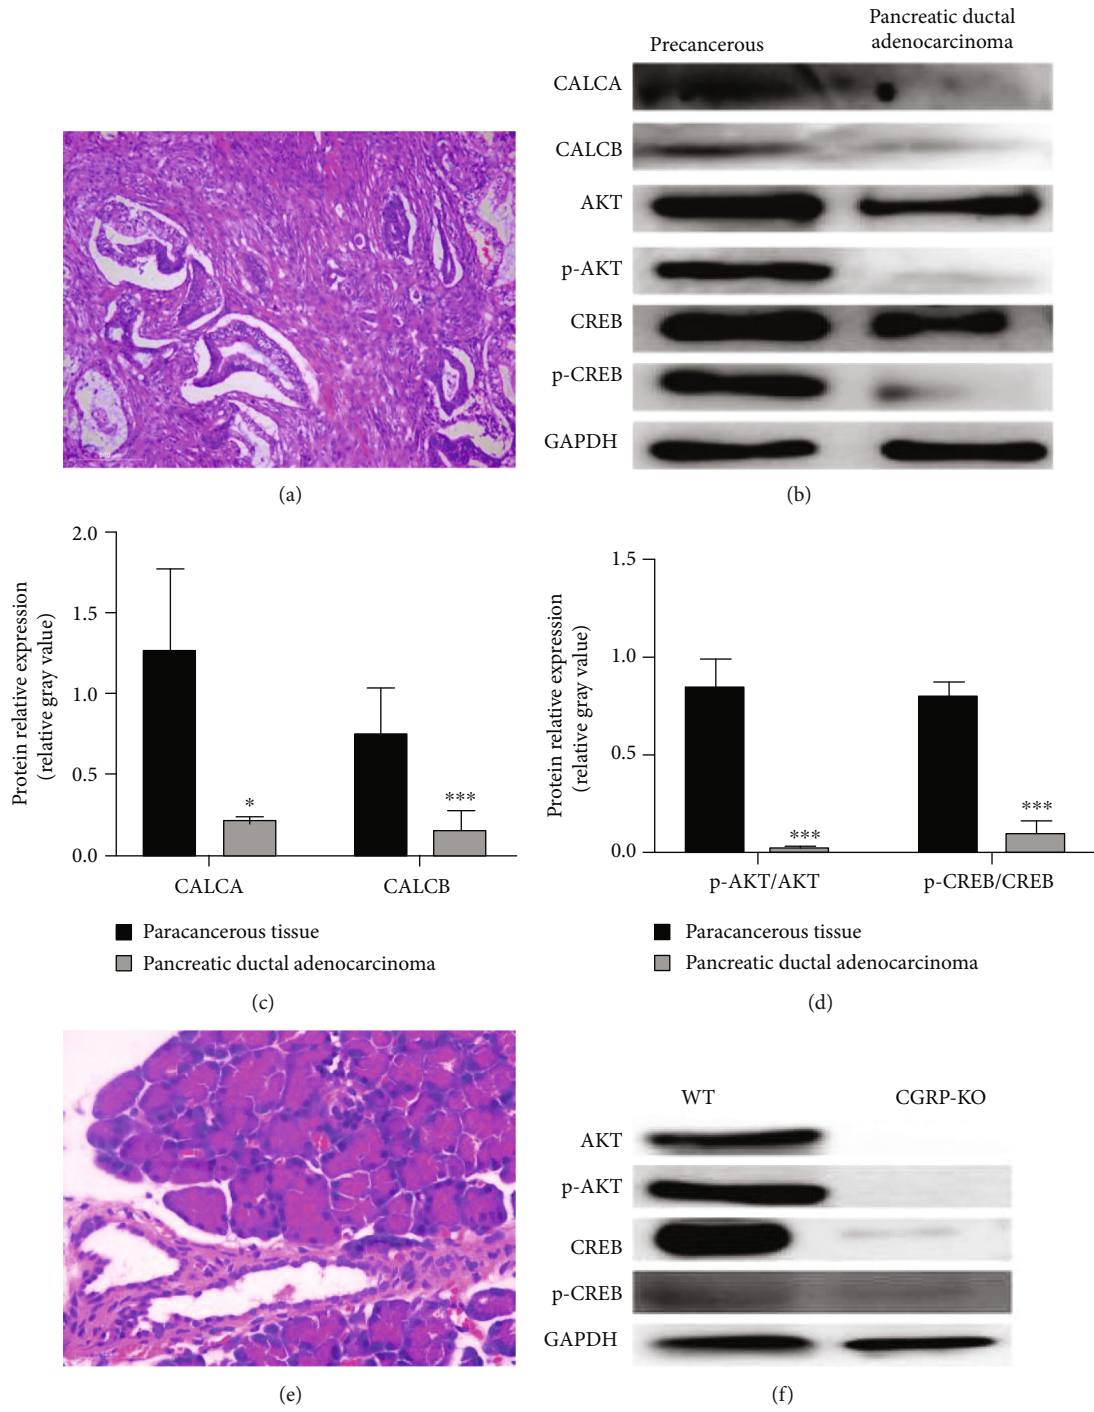 Precancerous
Pancreatic ductal
adenocarcinoma
CALCA
CALCB
AKT
p-AKT
CREB
p-CREB
GAPDH
(a)
(b)
Protein relative expression
(relative gray value)
2.0
1.5
1.0
0.5
0.0
*
***
CALCA
CALCB
Paracancerous tissue
Pancreatic ductal adenocarcinoma
(c)
Protein relative expression
(relative gray value)
1.5
1.0
0.5
0.0
***
***
p-AKT/AKT
p-CREB/CREB
Paracancerous tissue
Pancreatic ductal adenocarcinoma
(d)
WT
CGRP-KO
AKT
p-AKT
CREB
p-CREB
GAPDH
(e)
(f)